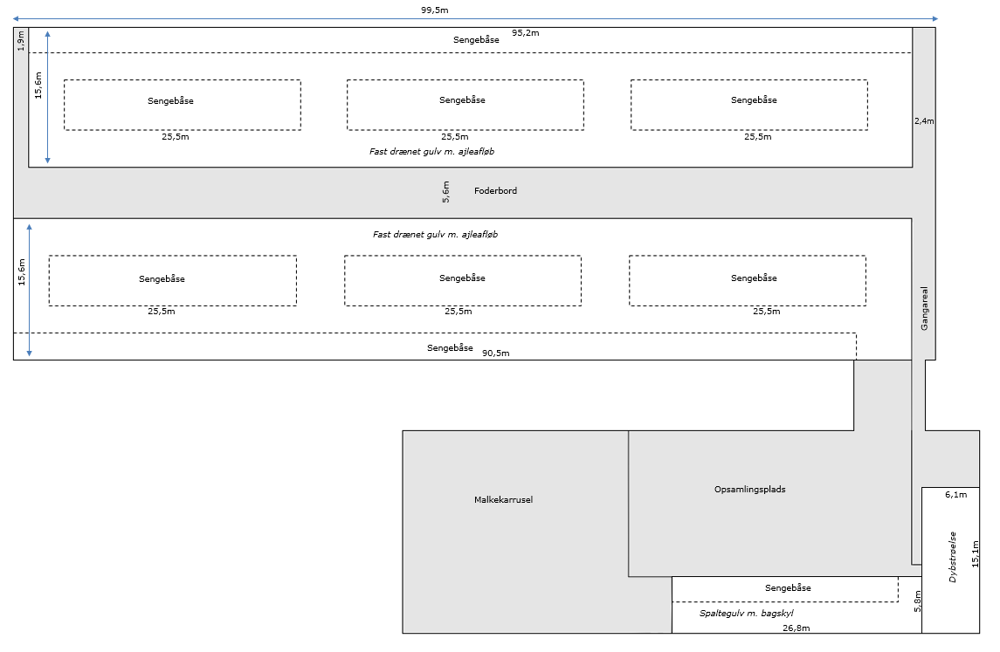 99,5m
95,2m
Sengebåse
1,9m
15,6m
Sengebåse
Sengebåse
Sengebåse
2,4m
25,5m
25,5m
25,5m
Fast drænet gulv m. ajleafløb
5,6m
Foderbord
Fast drænet gulv m. ajleafløb
15,6m
Sengebåse
Sengebåse
Sengebåse
25,5m
25,5m
25,5m
Gangareal
Sengebåse
90,5m
Malkekarrusel
Opsamlingsplads
6,1m
Dybstrøelse
15,1m
Sengebåse
5,8m
Spaltegulv m. bagskyl
26,8m